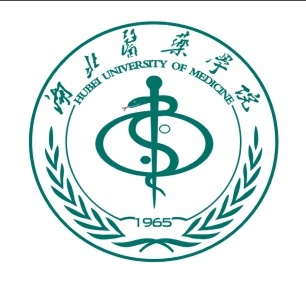 湖北醫藥學院
HUBEI UNIVERSITY OF MEDICINE
1965